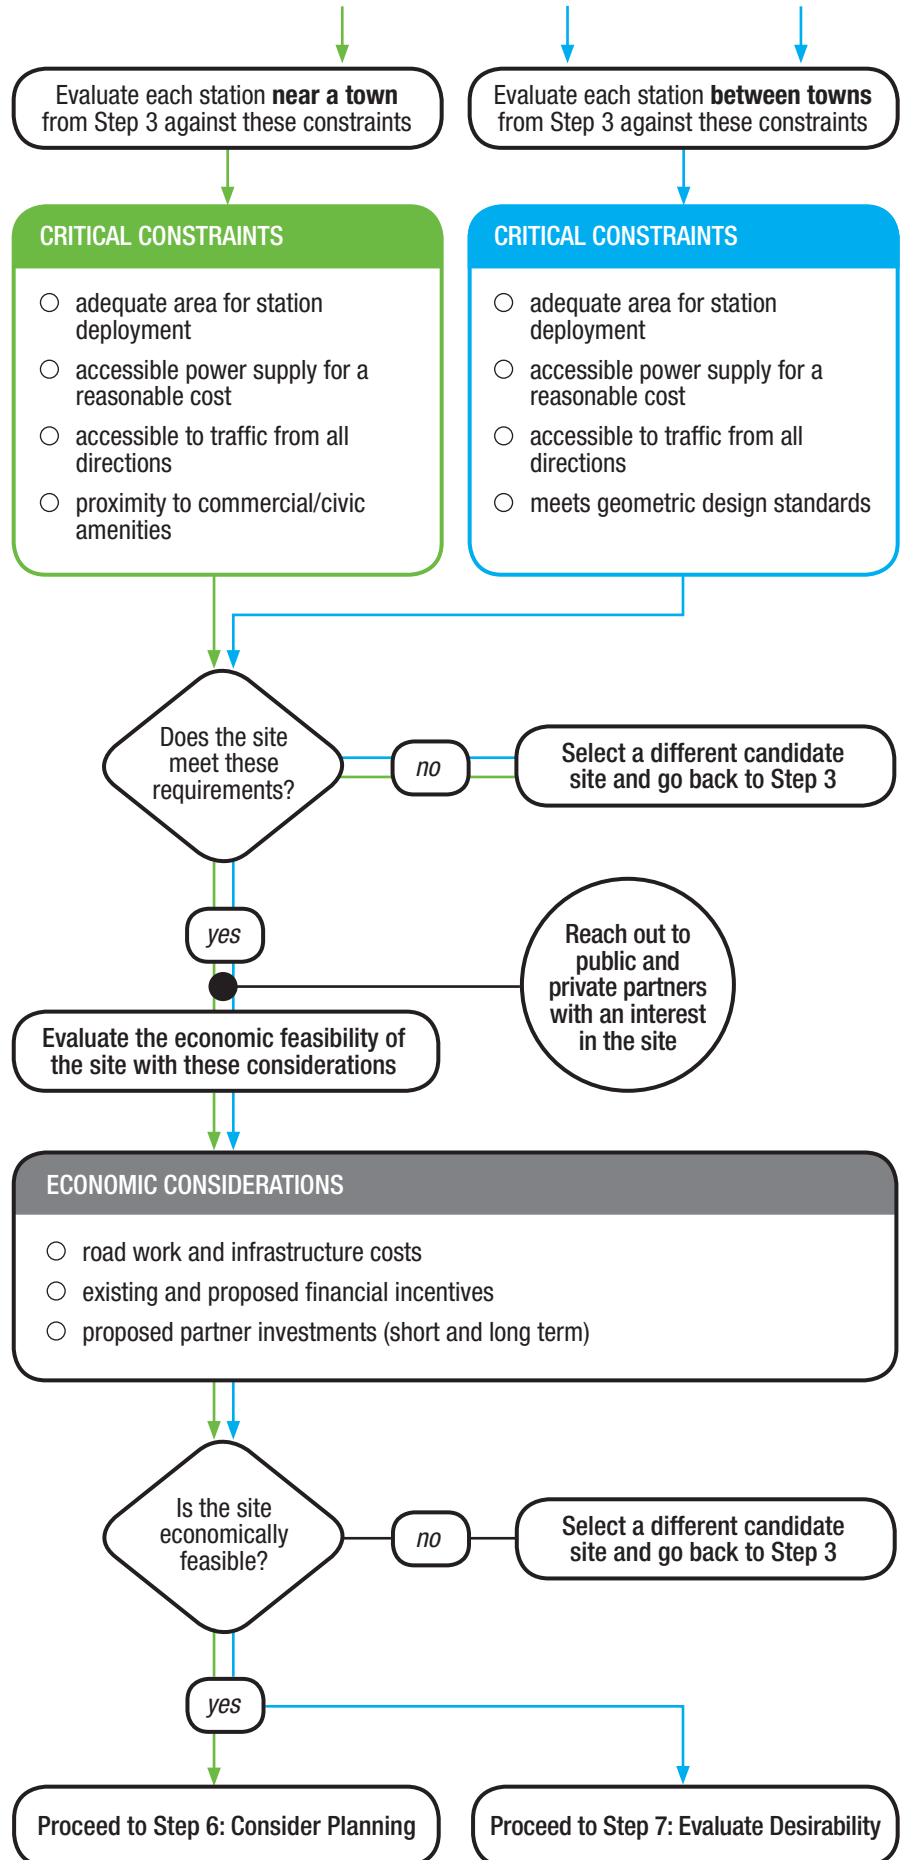 Evaluate each station near a town
from Step 3 against these constraints
Evaluate each station between towns
from Step 3 against these constraints
CRITICAL CONSTRAINTS
adequate area for station
deployment
accessible power supply for a
reasonable cost
accessible to traffic from all
directions
proximity to commercial/civic
amenities
CRITICAL CONSTRAINTS
adequate area for station
deployment
accessible power supply for a
reasonable cost
accessible to traffic from all
directions
meets geometric design standards
Does the site
meet these
requirements?
no
Select a different candidate
site and go back to Step 3
yes
Reach out to
public and
private partners
with an interest
in the site
Evaluate the economic feasibility of
the site with these considerations
ECONOMIC CONSIDERATIONS
road work and infrastructure costs
existing and proposed financial incentives
proposed partner investments (short and long term)
Is the site
economically
feasible?
no
Select a different candidate
site and go back to Step 3
yes
Proceed to Step 6: Consider Planning
Proceed to Step 7: Evaluate Desirability